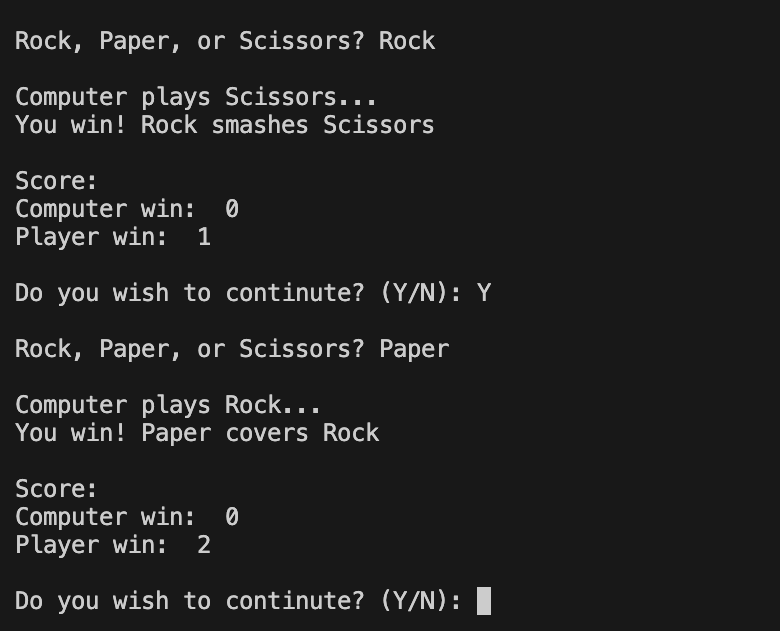 Rock, Paper, or Scissors? Rock
Computer plays Scissors...
You win! Rock smashes Scissors
Score:
Computer win:  0
Player win:  1
Do you wish to continute? (Y/N): Y
Rock, Paper, or Scissors? Paper
Computer plays Rock...
You win! Paper covers Rock
Score:
Computer win:  0
Player win:  2
Do you wish to continute? (Y/N):